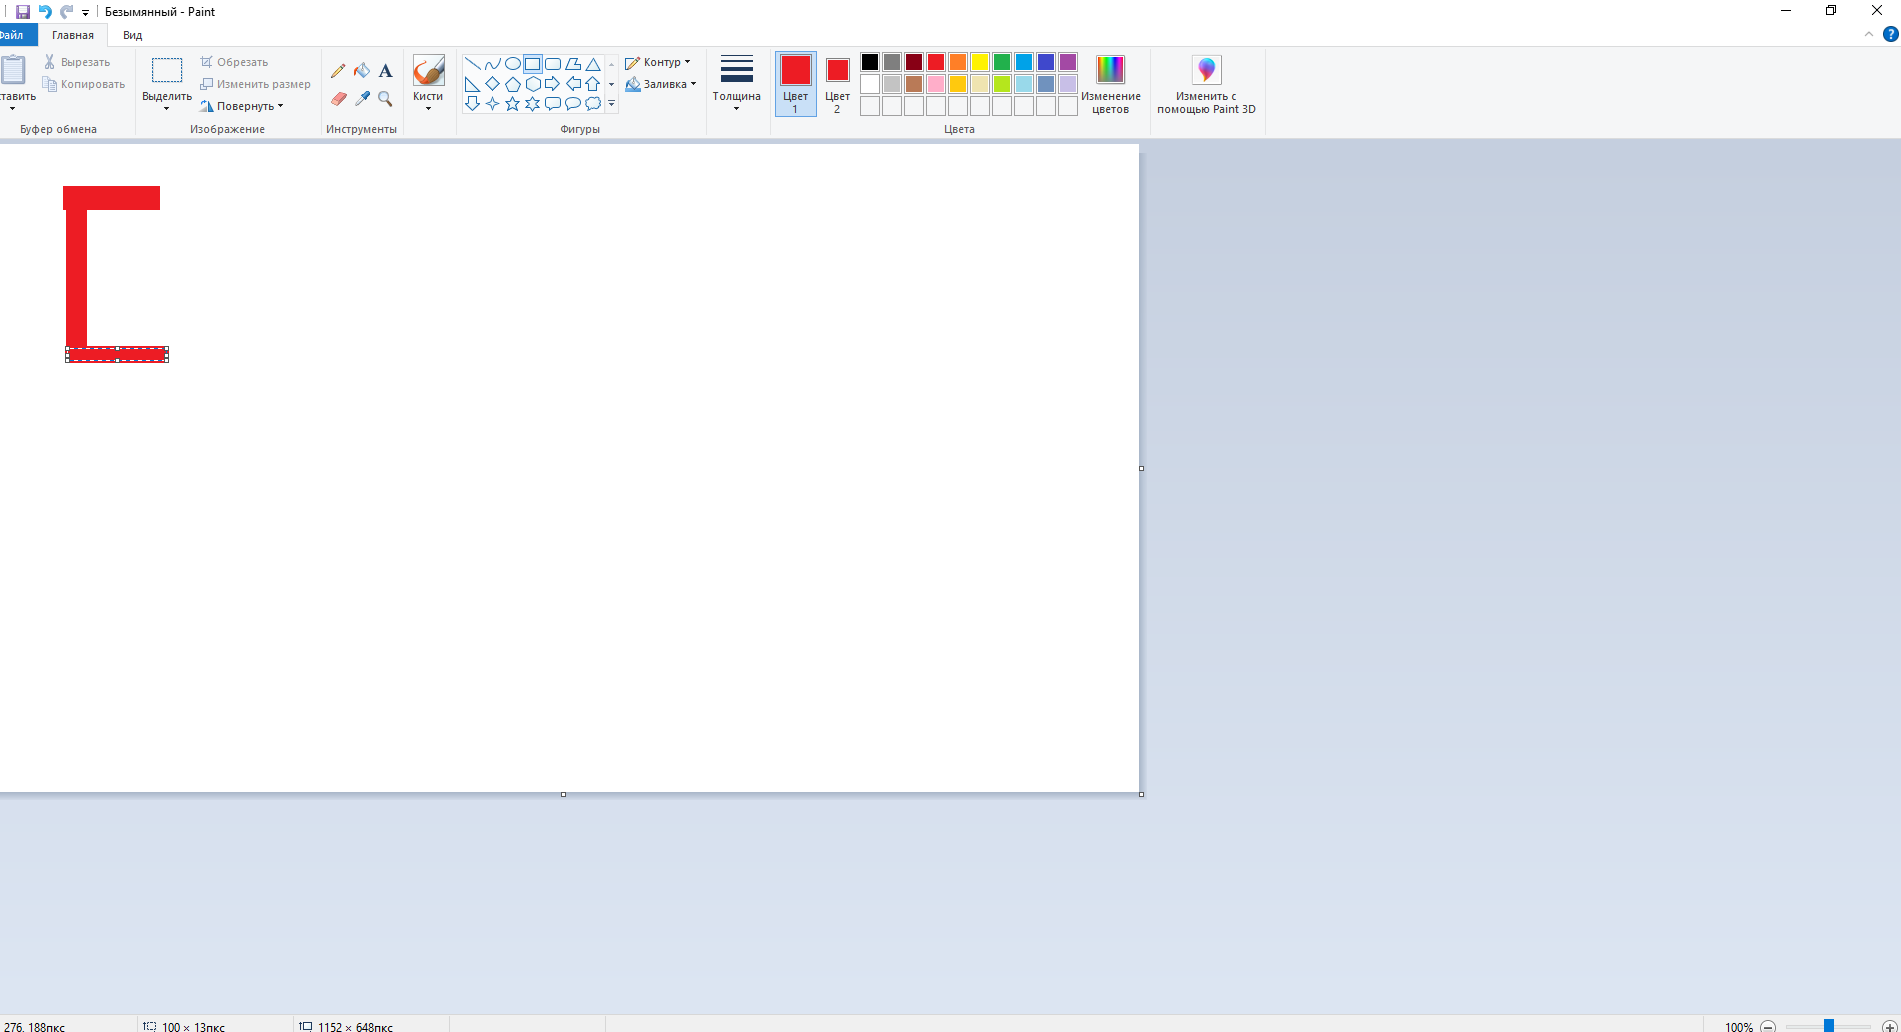 Безымянный - Paint
Файл Главная Вид
Вырезать
Копировать
Выделить
Обрезать
Изменить размер
Повернуть
A
Кисти
Контур
Заливка
Толщина
Цвет
1
Цвет
2
Изменение
цветов
Изменить с
помощью Paint 3D
?
Буфер обмена
Изображение
Инструменты
Фигуры
Цвета
276, 188пкс
100 × 13пкс
1152 × 648пкс
100%